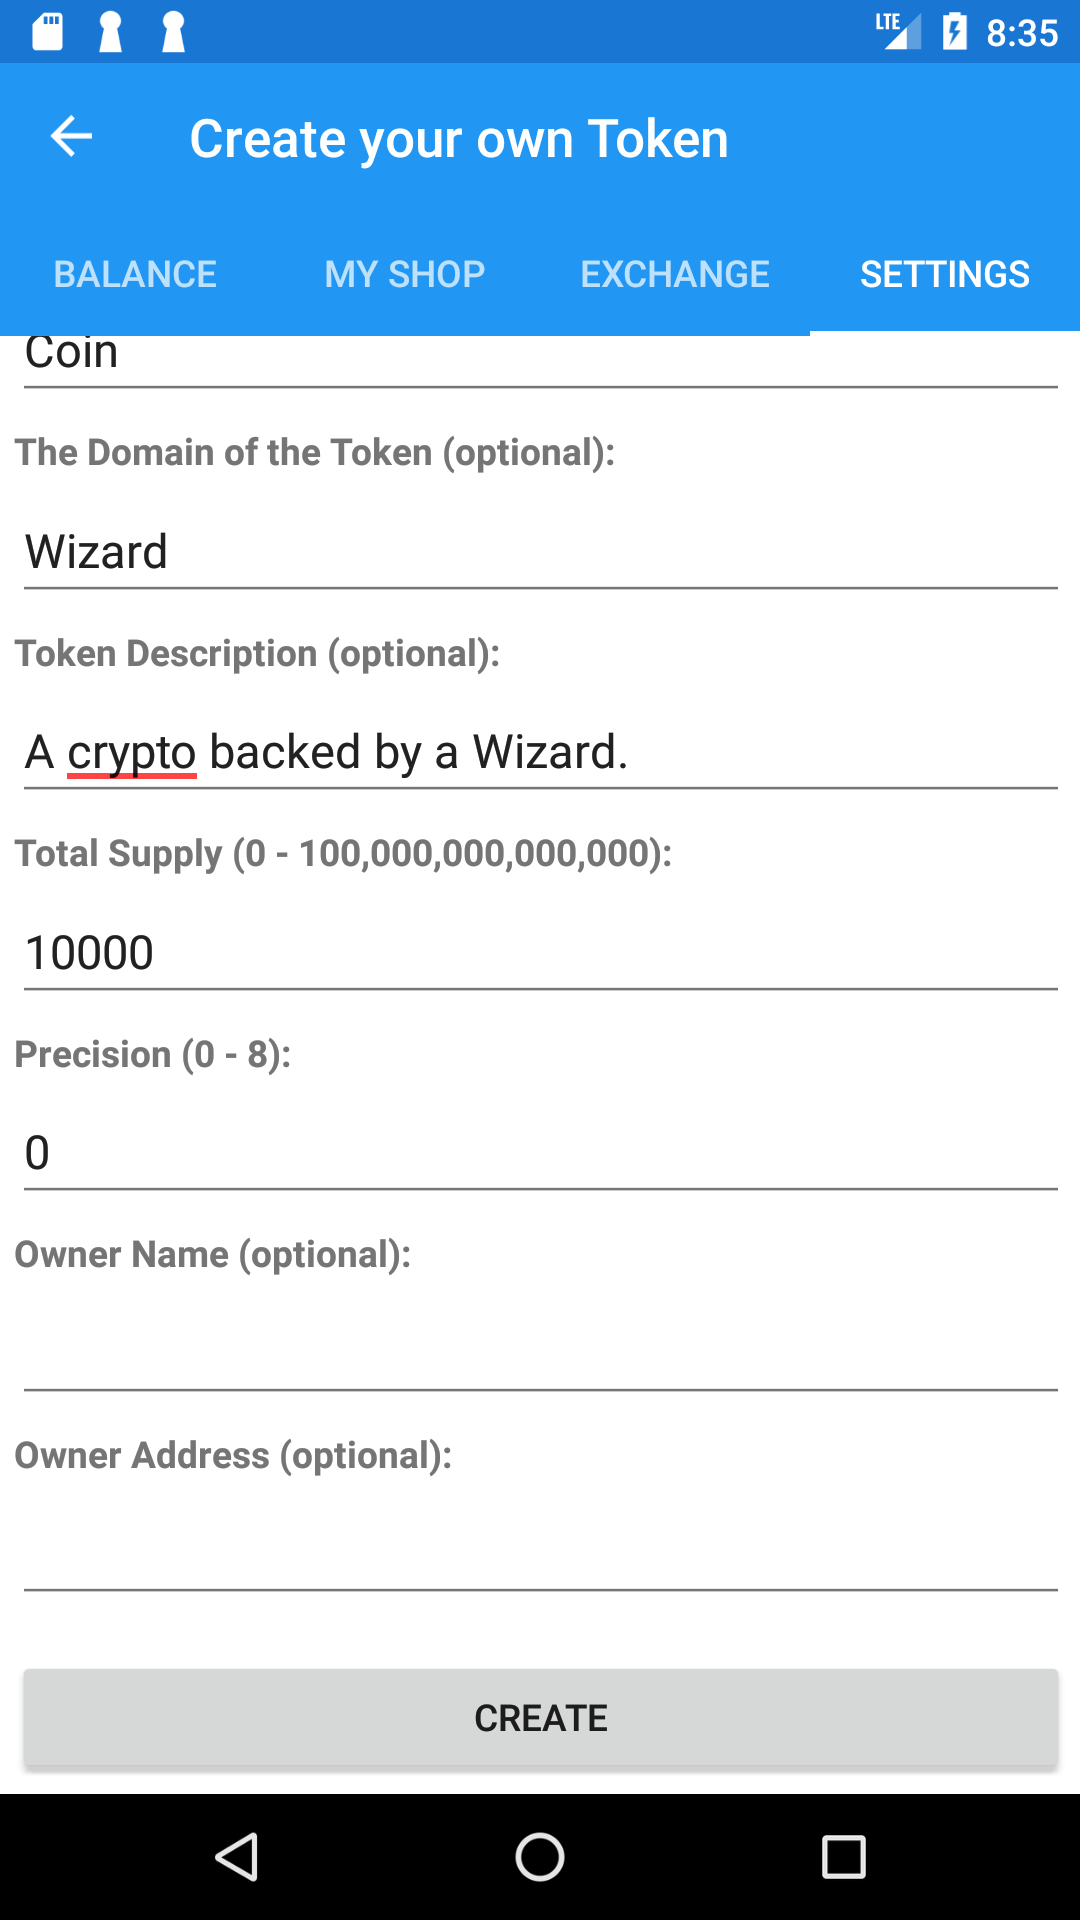 LTE 8:35
Create your own Token
BALANCE MY SHOP EXCHANGE SETTINGS
Coin
The Domain of the Token (optional):
Wizard
Token Description (optional):
A crypto backed by a Wizard.
Total Supply (0 - 100,000,000,000,000):
10000
Precision (0 - 8):
0
Owner Name (optional):
Owner Address (optional):
CREATE